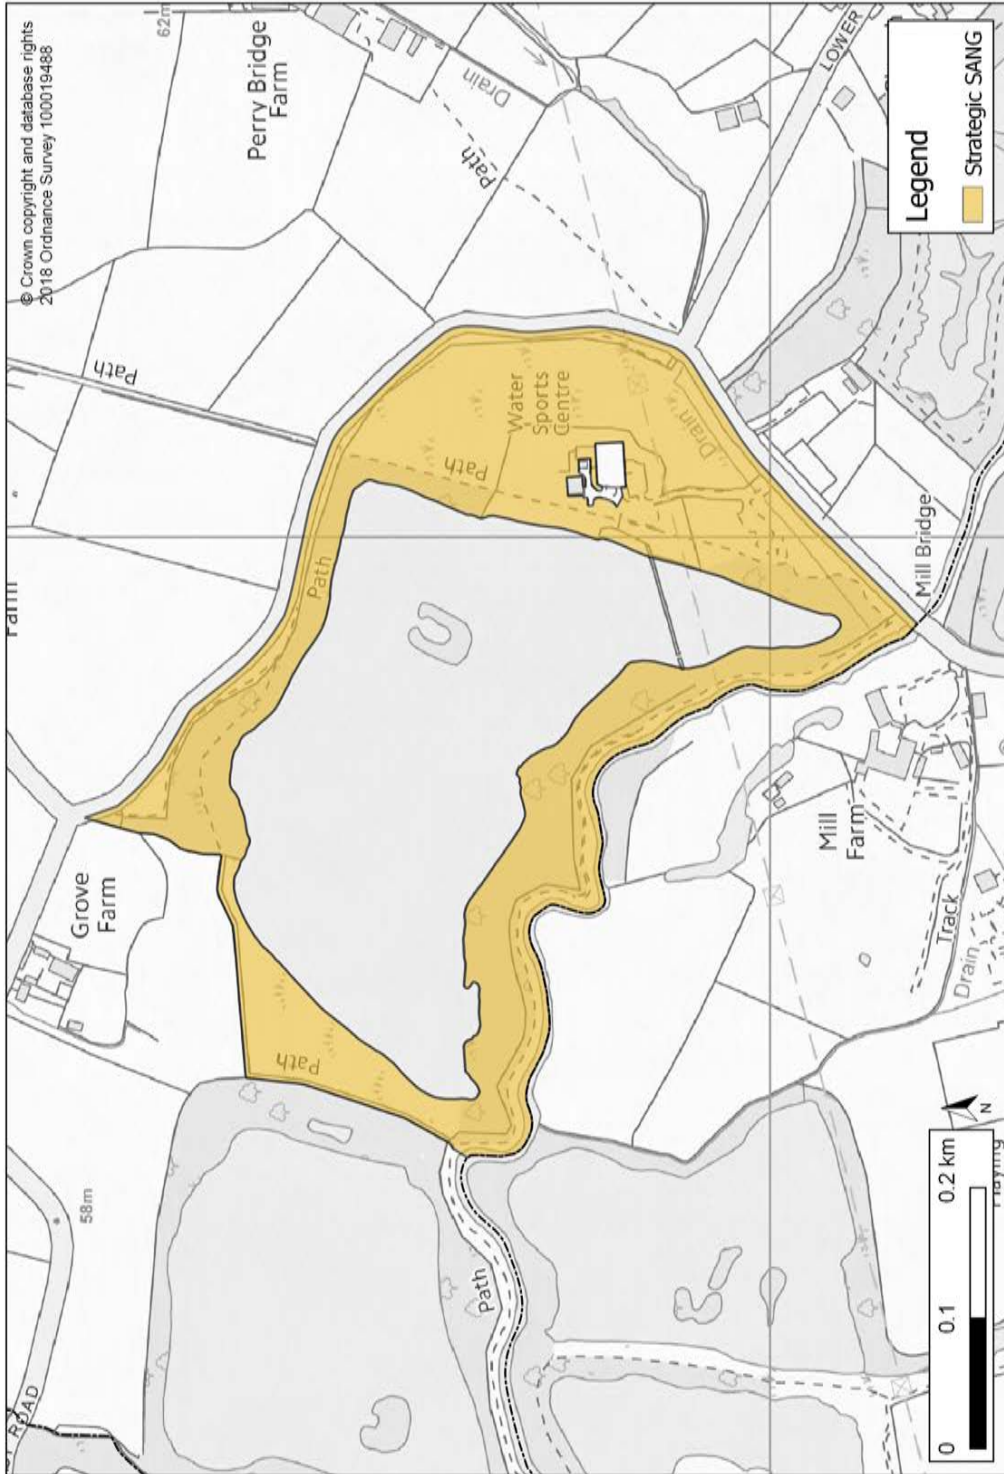 © Crown copyright and database rights
2018 Ordnance Survey 100019488
62m
Perry Bridge
Farm
Drain
Path
LOWER
Legend
Strategic SANG
Path
Farm
Water
Sports
Centre
Path
Drain
Path
Mill Bridge
Grove
Farm
Mill
Farm
Path
Track
Drain
58m
Path
ROAD
N
0
0.1
0.2 km